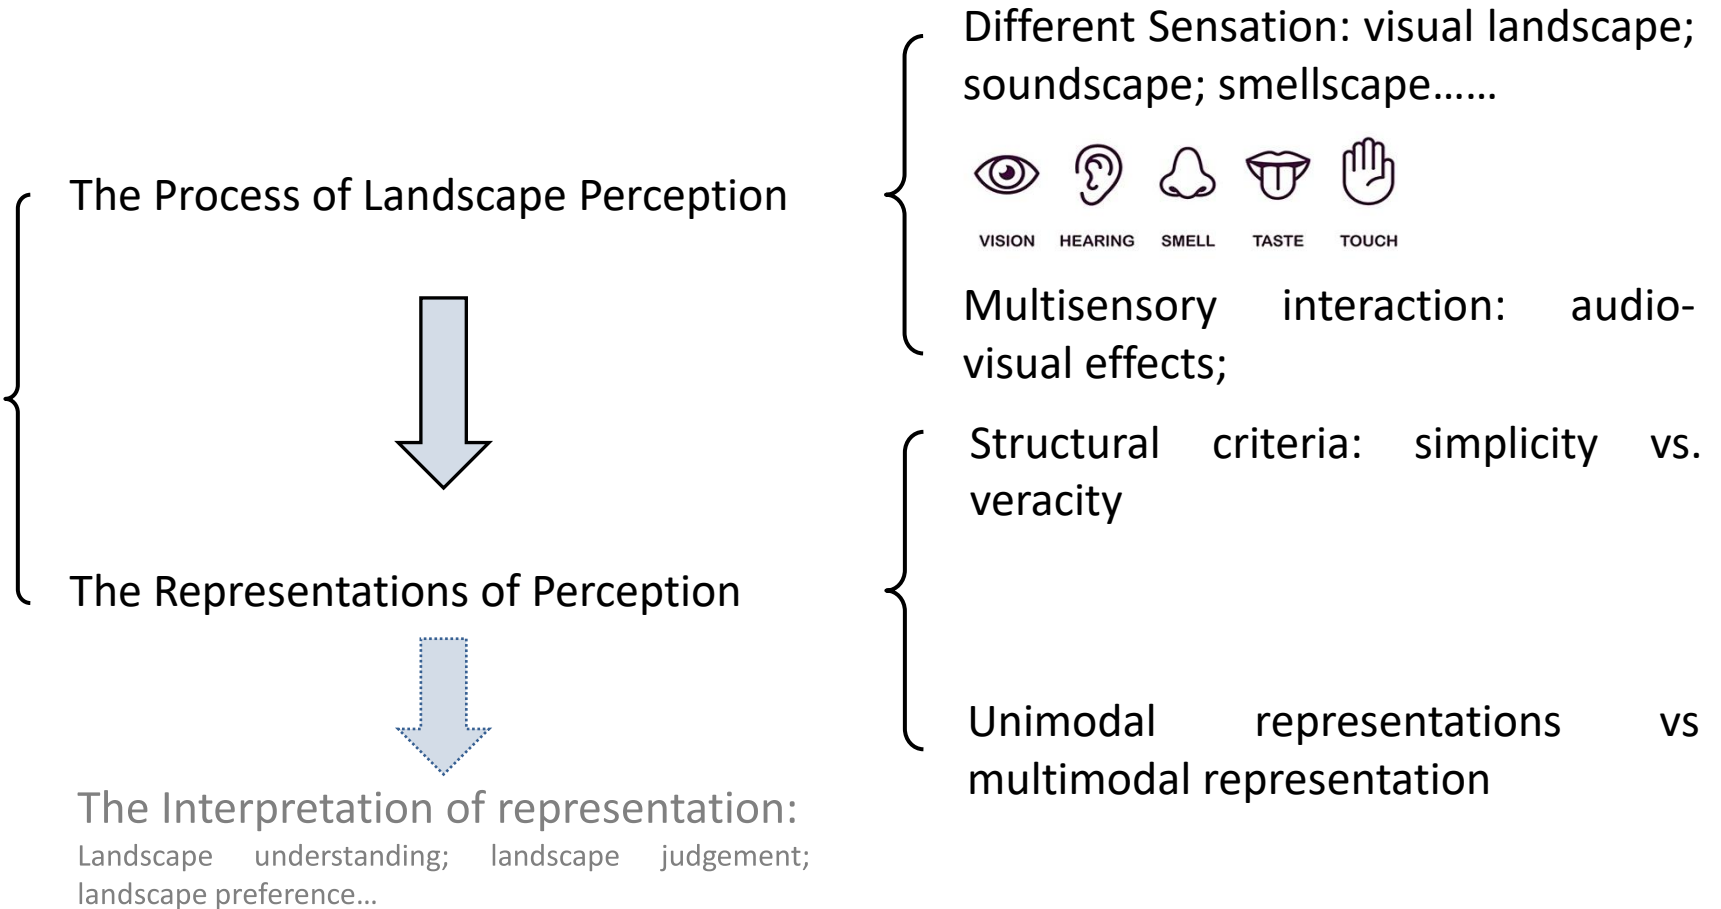 Different Sensation: visual landscape;
soundscape; smellscape……
The Process of Landscape Perception
VISION HEARING SMELL TASTE TOUCH
Multisensory interaction: audio-
visual effects;
Structural criteria: simplicity vs.
veracity
The Representations of Perception
Unimodal representations vs
multimodal representation
The Interpretation of representation:
Landscape understanding; landscape judgement;
landscape preference…